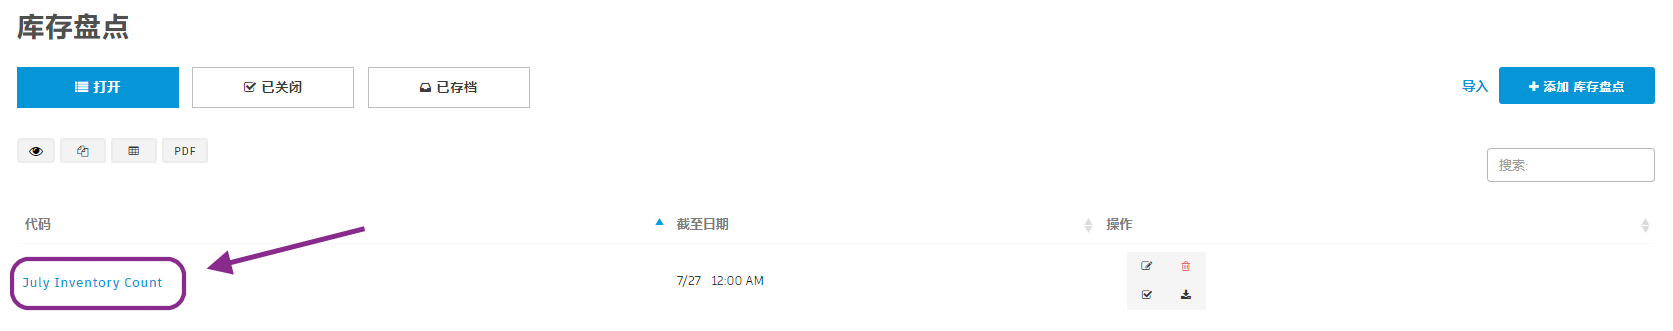 库存盘点
打开 已关闭 已存档 导入 添加 库存盘点
PDF
搜索:
代码 截至日期 操作
July Inventory Count 7/27 12:00 AM